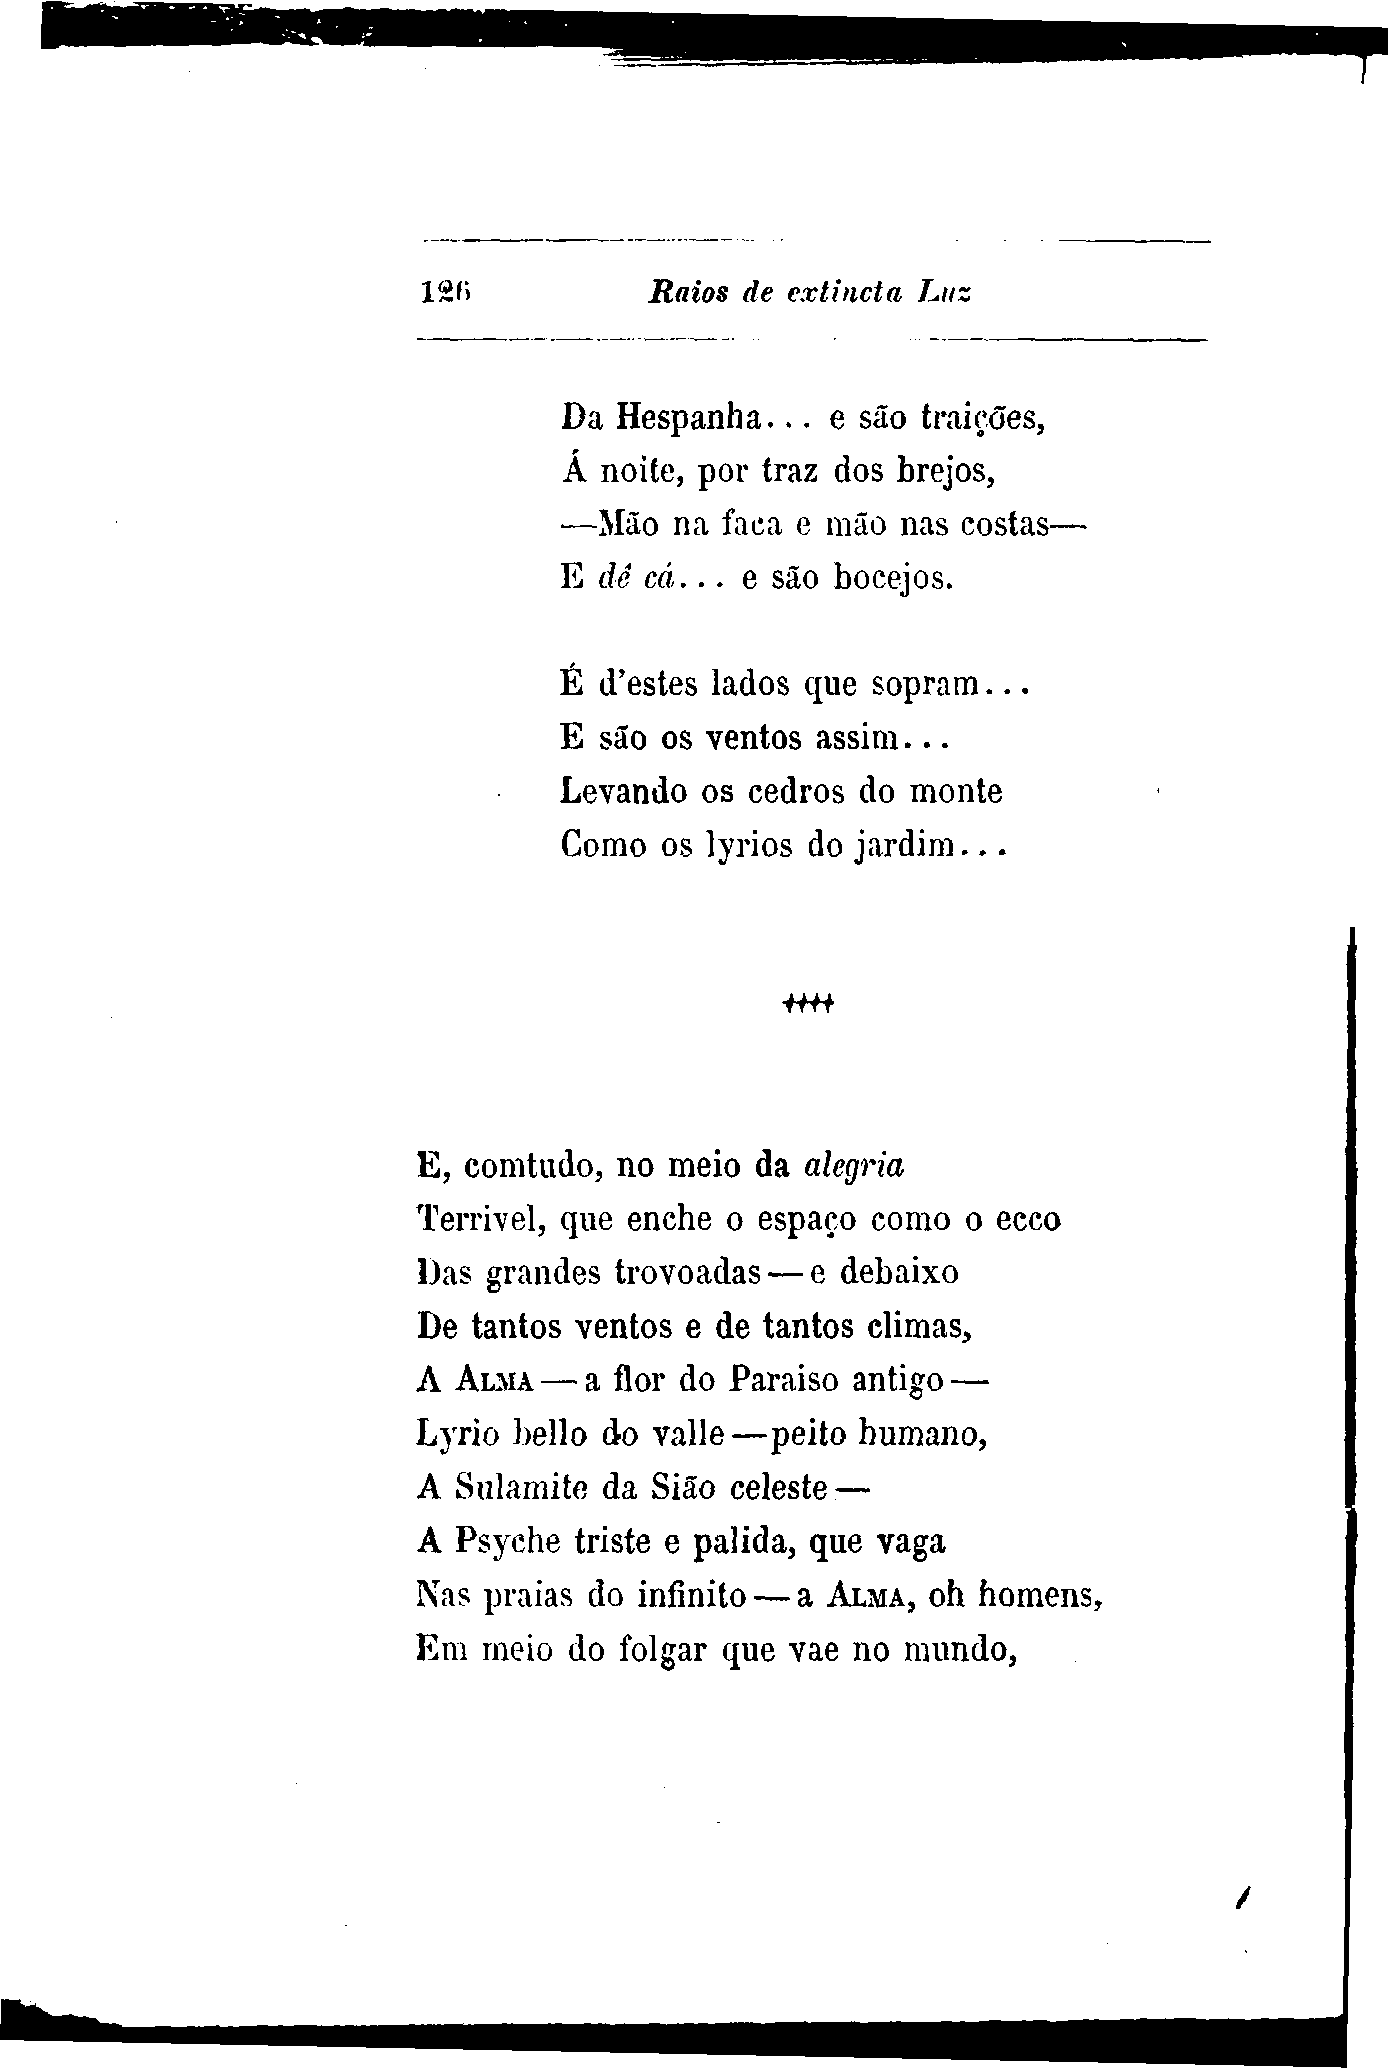 126 Raios de extincta Luz
Da Hespanha... e são traições,
Á noite, por traz dos brejos,
—Mão na faca e mão nas costas—
E dê cá... e são bocejos.
É d'estes lados que sopram...
E são os ventos assim...
Levando os cedros do monte
Como os lyrios do jardim...
E, comtudo, no meio da alegria
Terrivel, que enche o espaço como o ecco
Das grandes trovoadas—e debaixo
De tantos ventos e de tantos climas,
A ALMA—a flor do Paraiso antigo—
Lyrio bello do valle—peito humano,
A Sulamite da Sião celeste—
A Psyche triste e palida, que vaga
Nas praias do infinito—a ALMA, oh homens,
Em meio do folgar que vae no mundo,